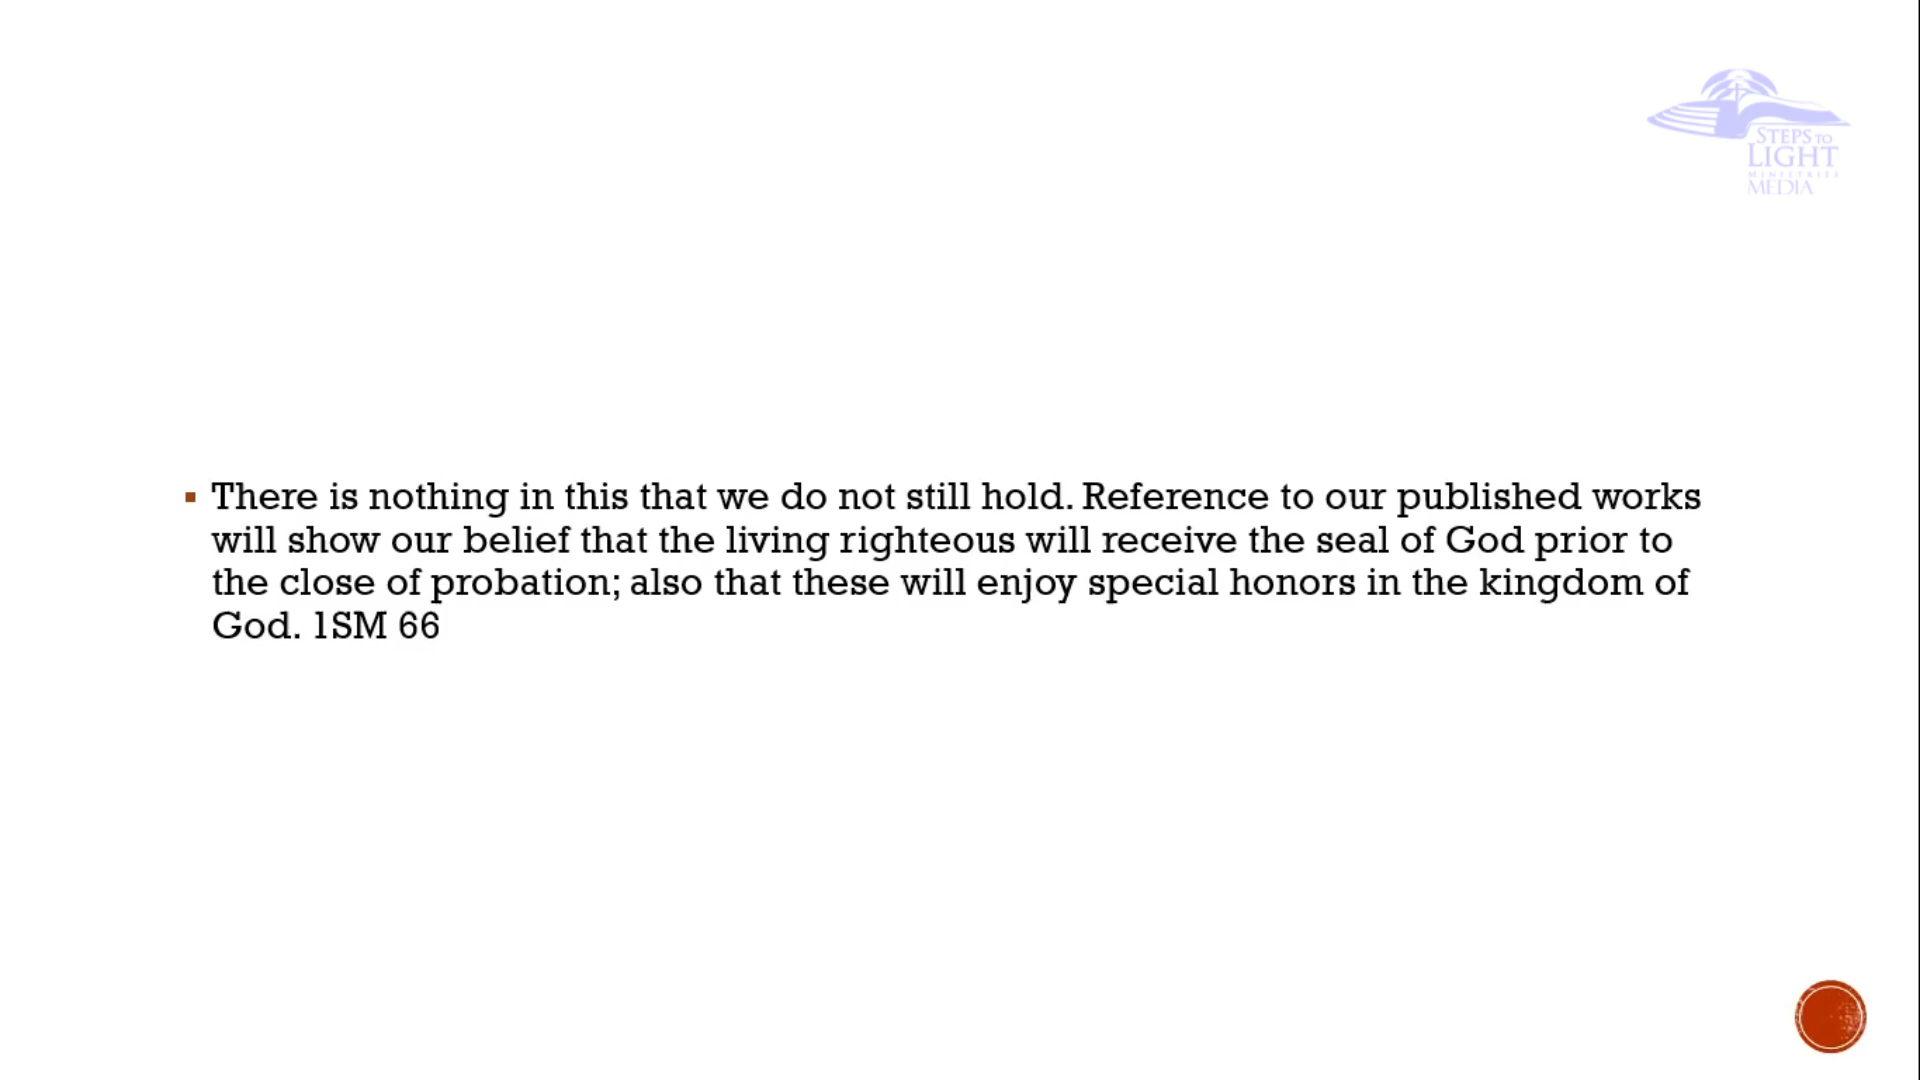 STEPS TO
LIGHT
MINISTRIES
MEDIA
There is nothing in this that we do not still hold. Reference to our published works
will show our belief that the living righteous will receive the seal of God prior to
the close of probation; also that these will enjoy special honors in the kingdom of
God. 1SM 66